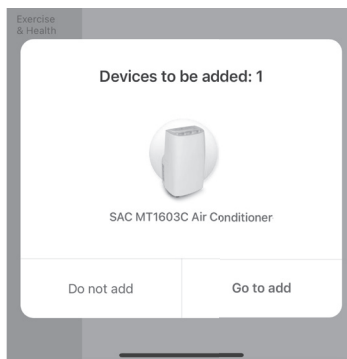 Exercise
& Health
Devices to be added: 1
SAC MT1603C Air Conditioner
Do not add
Go to add